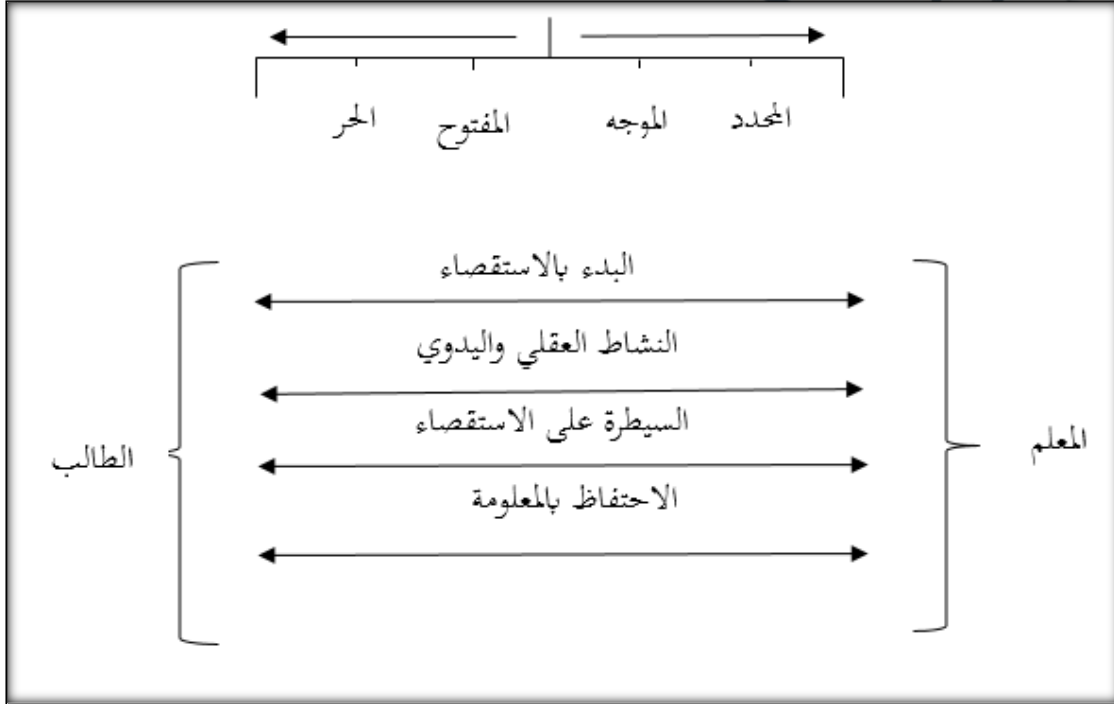 المحدد الموجه المفتوح الحر
البدء بالاستقصاء
النشاط العقلي واليدوي
السيطرة على الاستقصاء
المعلم
الطالب
الاحتفاظ بالمعلومة